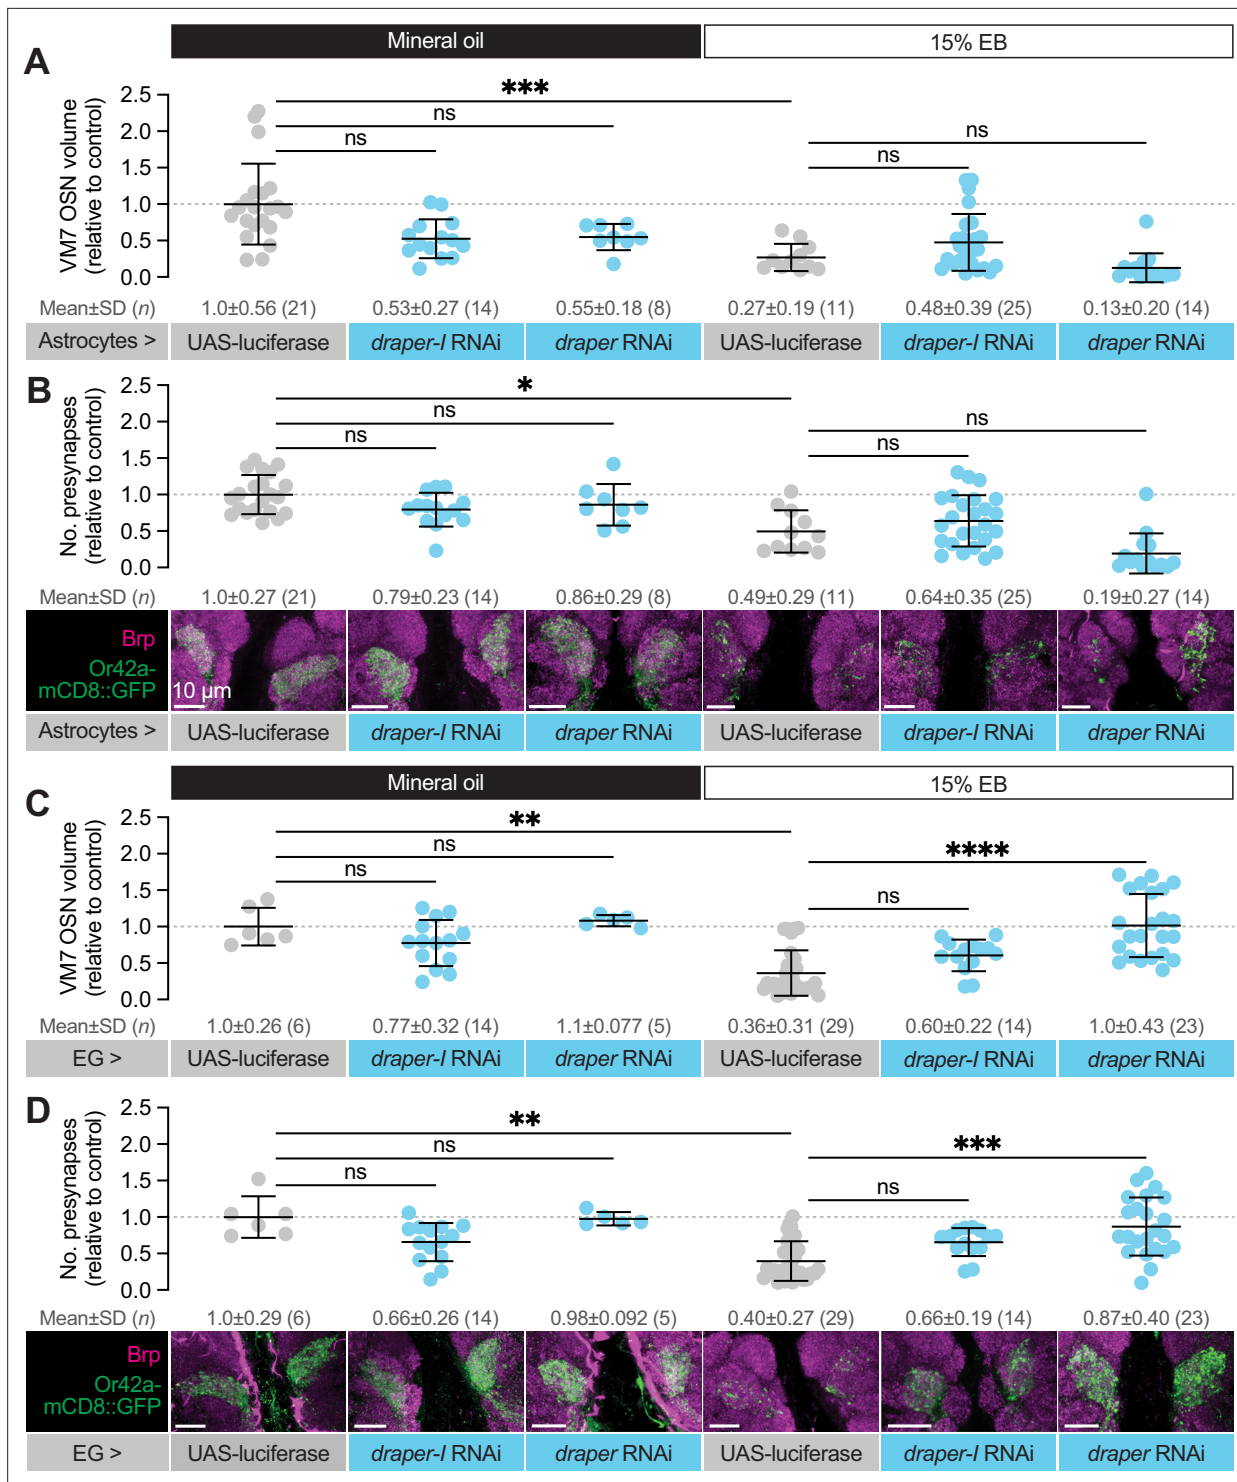 Mineral oil 15% EB
A
VM7 OSN volume
(relative to control)
2.5
2.0
1.5
1.0
0.5
0.0
***
ns
ns
ns
ns
Mean±SD (n) 1.0±0.56 (21) 0.53±0.27 (14) 0.55±0.18 (8) 0.27±0.19 (11) 0.48±0.39 (25) 0.13±0.20 (14)
Astrocytes > UAS-luciferase draper-I RNAi draper RNAi UAS-luciferase draper-I RNAi draper RNAi
B
No. presynapses
(relative to control)
2.5
2.0
1.5
1.0
0.5
0.0
*
ns
ns
ns
ns
Mean±SD (n) 1.0±0.27 (21) 0.79±0.23 (14) 0.86±0.29 (8) 0.49±0.29 (11) 0.64±0.35 (25) 0.19±0.27 (14)
Brp
Or42a-
mCD8::GFP
10 µm
Astrocytes > UAS-luciferase draper-I RNAi draper RNAi UAS-luciferase draper-I RNAi draper RNAi
Mineral oil 15% EB
C
VM7 OSN volume
(relative to control)
2.5
2.0
1.5
1.0
0.5
0.0
**
ns
ns
****
ns
Mean±SD (n) 1.0±0.26 (6) 0.77±0.32 (14) 1.1±0.077 (5) 0.36±0.31 (29) 0.60±0.22 (14) 1.0±0.43 (23)
EG > UAS-luciferase draper-I RNAi draper RNAi UAS-luciferase draper-I RNAi draper RNAi
D
No. presynapses
(relative to control)
2.5
2.0
1.5
1.0
0.5
0.0
**
ns
ns
***
ns
Mean±SD (n) 1.0±0.29 (6) 0.66±0.26 (14) 0.98±0.092 (5) 0.40±0.27 (29) 0.66±0.19 (14) 0.87±0.40 (23)
Brp
Or42a-
mCD8::GFP
EG > UAS-luciferase draper-I RNAi draper RNAi UAS-luciferase draper-I RNAi draper RNAi